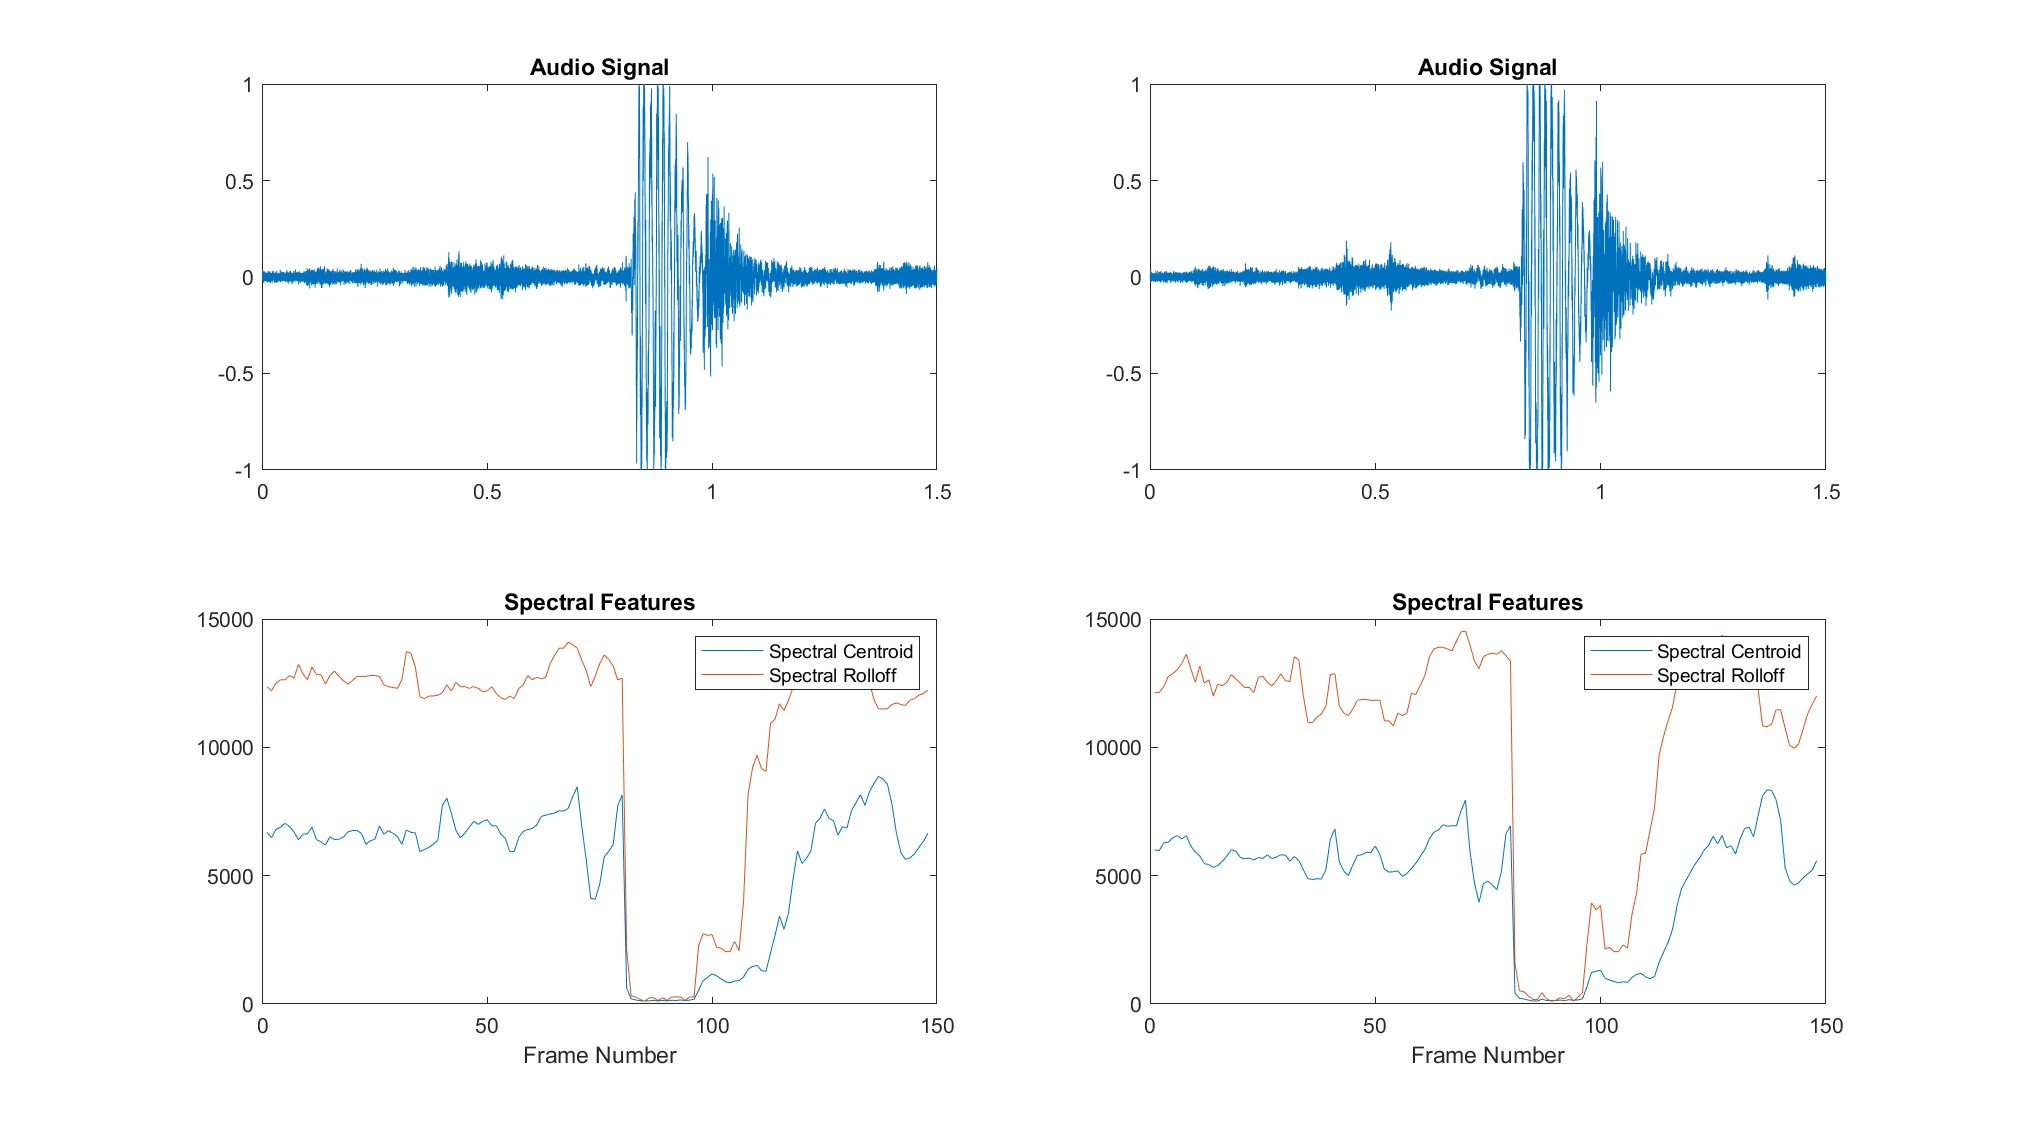 Audio Signal
1
0.5
0
-0.5
-1
0 0.5 1 1.5
Audio Signal
1
0.5
0
-0.5
-1
0 0.5 1 1.5
Spectral Features
15000
10000
5000
0
0 50 100 150
Spectral Centroid
Spectral Rolloff
Frame Number
Spectral Features
15000
10000
5000
0
0 50 100 150
Spectral Centroid
Spectral Rolloff
Frame Number